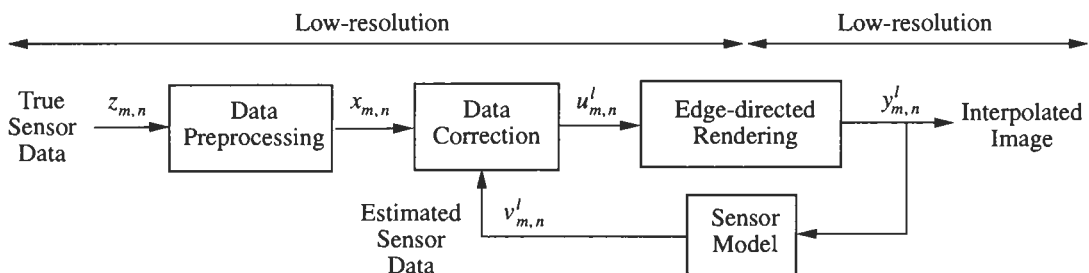 Low-resolution Low-resolution
True Sensor Data
z_{m,n}
Data Preprocessing
x_{m,n}
Data Correction
u^l_{m,n}
Edge-directed Rendering
y^l_{m,n}
Interpolated Image
Estimated Sensor Data
v^l_{m,n}
Sensor Model